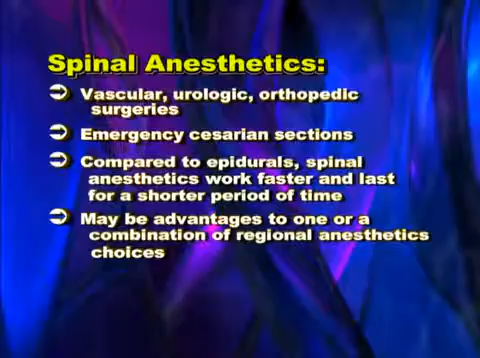 Spinal Anesthetics:
Vascular, urologic, orthopedic
surgeries
Emergency cesarian sections
Compared to epidurals, spinal
anesthetics work faster and last
for a shorter period of time
May be advantages to one or a
combination of regional anesthetics
choices